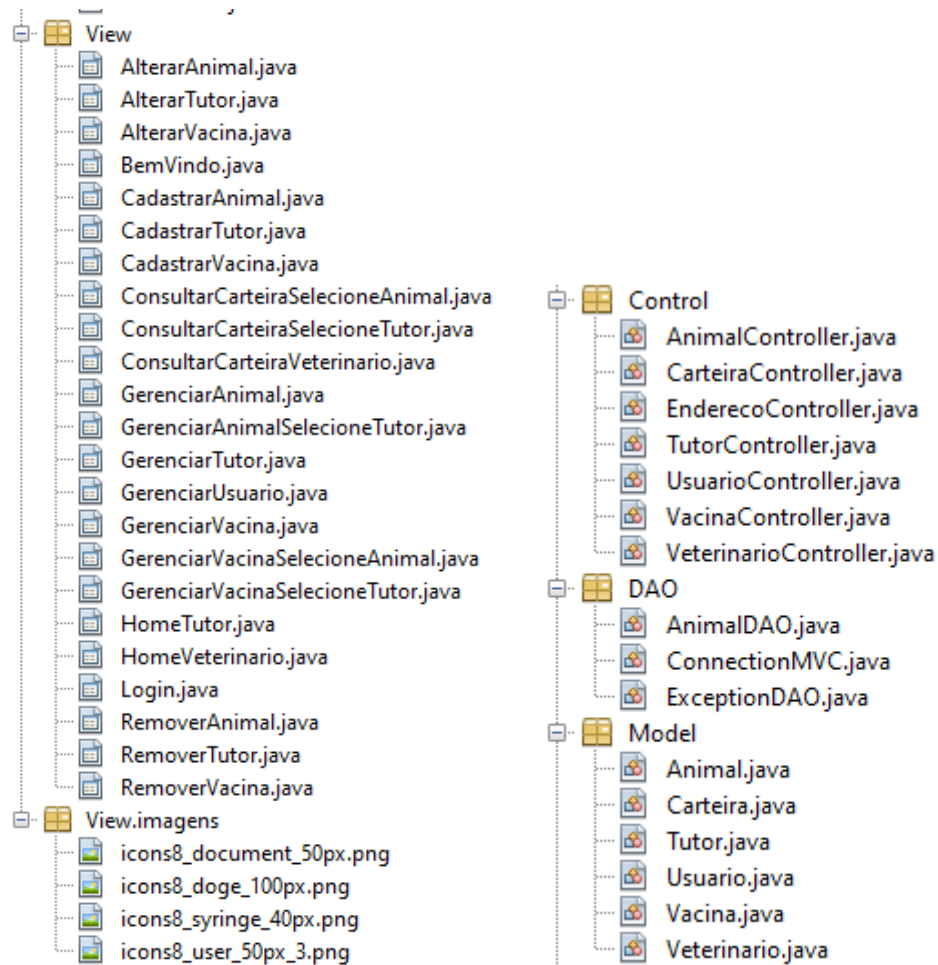 View
AlterarAnimal.java
AlterarTutor.java
AlterarVacina.java
BemVindo.java
CadastrarAnimal.java
CadastrarTutor.java
CadastrarVacina.java
ConsultarCarteiraSelecioneAnimal.java
ConsultarCarteiraSelecioneTutor.java
ConsultarCarteiraVeterinario.java
GerenciarAnimal.java
GerenciarAnimalSelecioneTutor.java
GerenciarTutor.java
GerenciarUsuario.java
GerenciarVacina.java
GerenciarVacinaSelecioneAnimal.java
GerenciarVacinaSelecioneTutor.java
HomeTutor.java
HomeVeterinario.java
Login.java
RemoverAnimal.java
RemoverTutor.java
RemoverVacina.java
View.imagens
icons8_document_50px.png
icons8_doge_100px.png
icons8_syringe_40px.png
icons8_user_50px_3.png
Control
AnimalController.java
CarteiraController.java
EnderecoController.java
TutorController.java
UsuarioController.java
VacinaController.java
VeterinarioController.java
DAO
AnimalDAO.java
ConnectionMVC.java
ExceptionDAO.java
Model
Animal.java
Carteira.java
Tutor.java
Usuario.java
Vacina.java
Veterinario.java